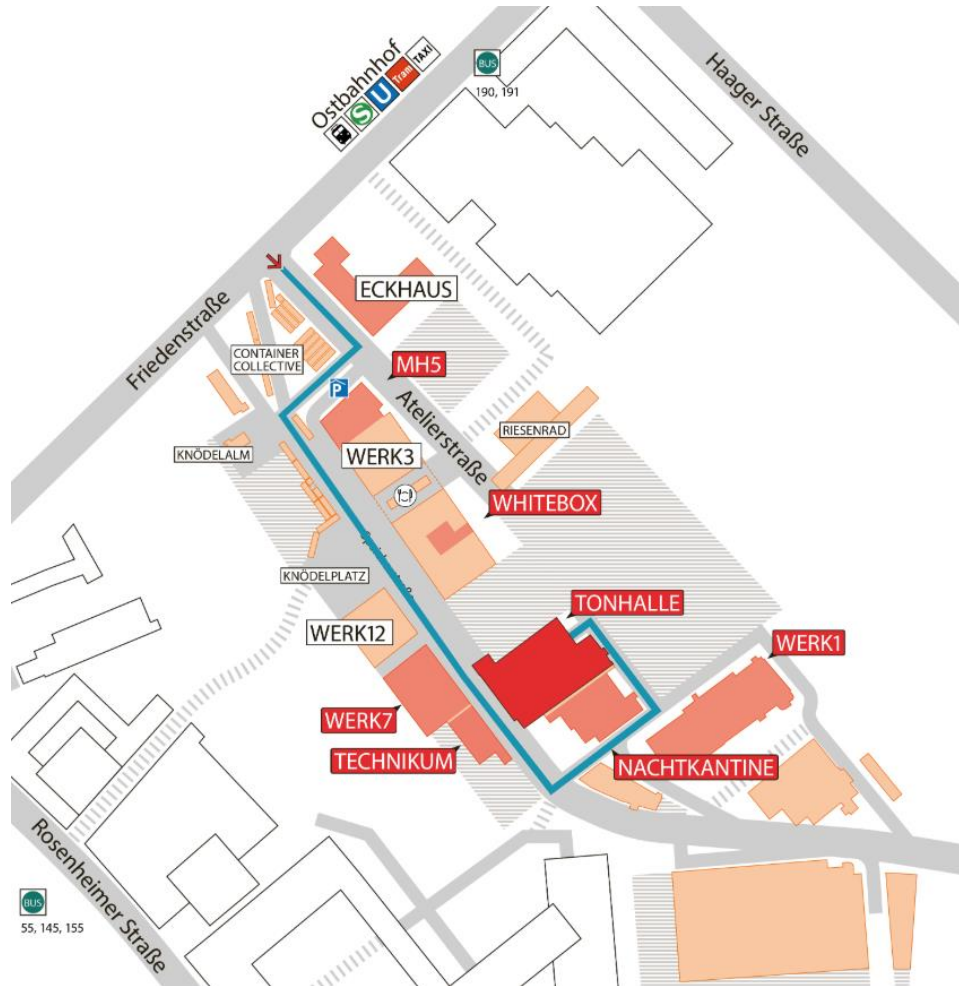 Ostbahnhof
S
U
Tram
TAXI
BUS
190, 191
Haager Straße
Friedenstraße
ECKHAUS
CONTAINER
COLLECTIVE
MH5
P
Atelierstraße
RIESENRAD
KNÖDELALM
WERK3
WHITEBOX
KNÖDELPLATZ
TONHALLE
WERK12
WERK1
WERK7
TECHNIKUM
NACHTKANTINE
Rosenheimer Straße
BUS
55, 145, 155